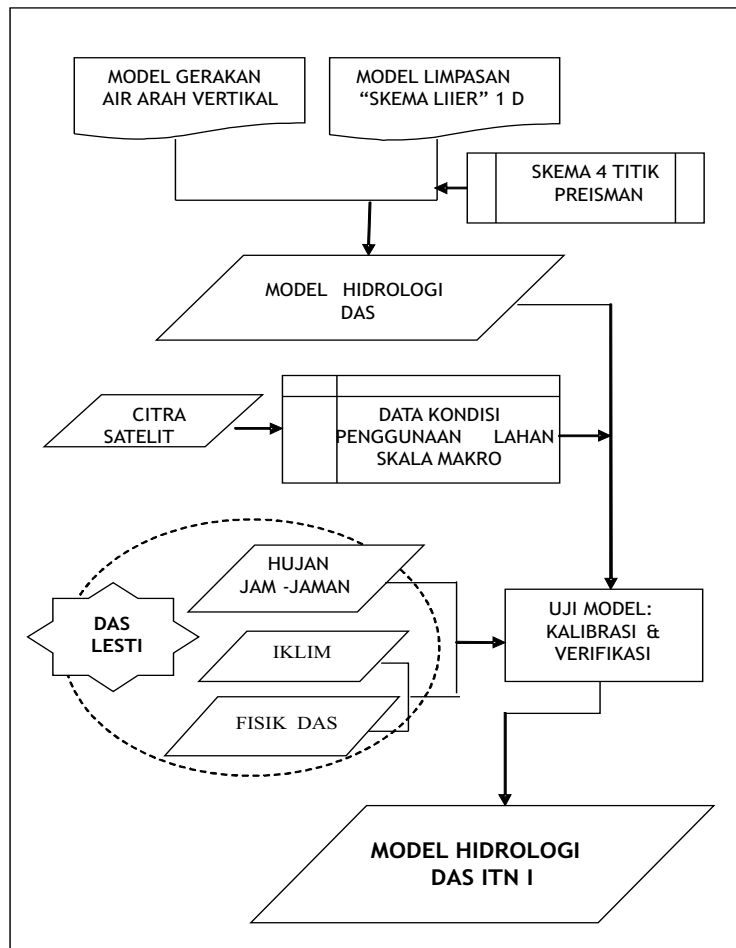 MODEL GERAKAN
AIR ARAH VERTIKAL
MODEL LIMPASAN
“SKEMA LIIER” 1 D
SKEMA 4 TITIK
PREISMAN
MODEL HIDROLOGI
DAS
CITRA
SATELIT
DATA KONDISI
PENGGUNAAN LAHAN
SKALA MAKRO
HUJAN
JAM -JAMAN
DAS
LESTI
IKLIM
FISIK DAS
UJI MODEL:
KALIBRASI &
VERIFIKASI
MODEL HIDROLOGI
DAS ITN I